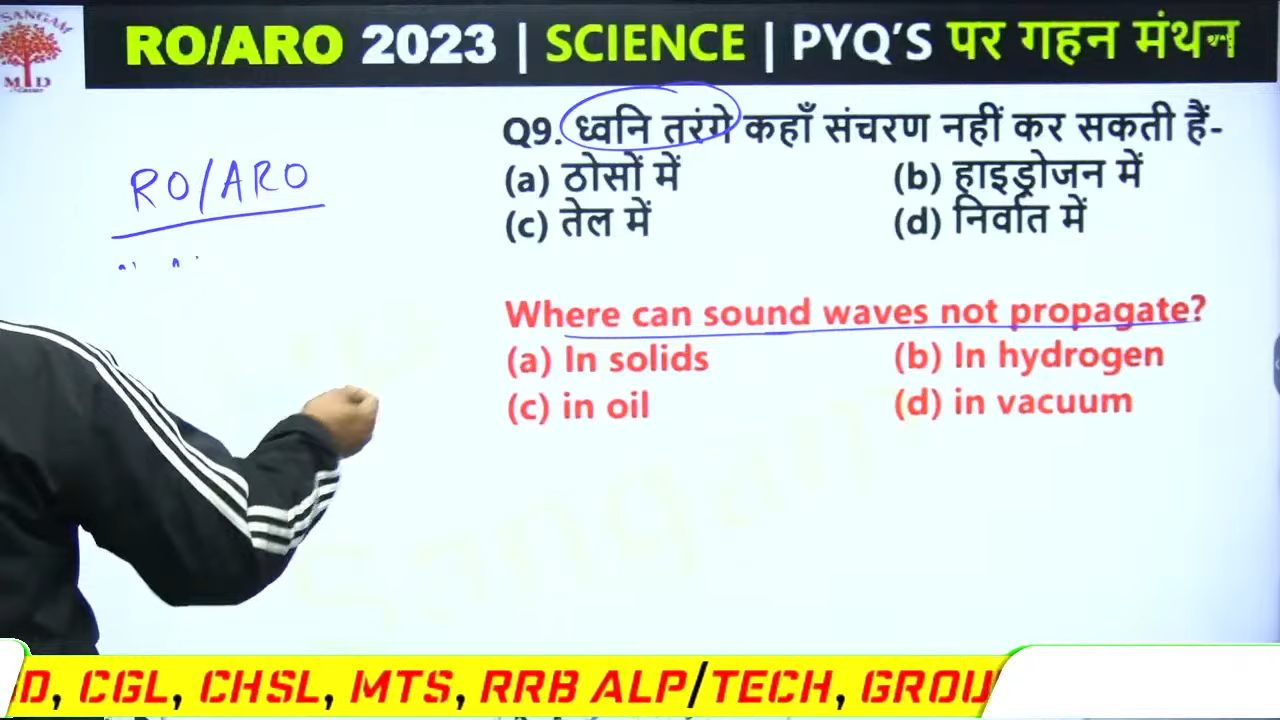 SANGAM
RO/ARO 2023 | SCIENCE | PYQ'S पर गहन मंथन
Q9. ध्वनि तरंगे कहाँ संचरण नहीं कर सकती हैं-
(a) ठोसों में (b) हाइड्रोजन में
(c) तेल में (d) निर्वात में
RO/ARO
Where can sound waves not propagate?
(a) In solids (b) In hydrogen
(c) in oil (d) in vacuum
Sangam
D, CGL, CHSL, MTS, RRB ALP/TECH, GROU